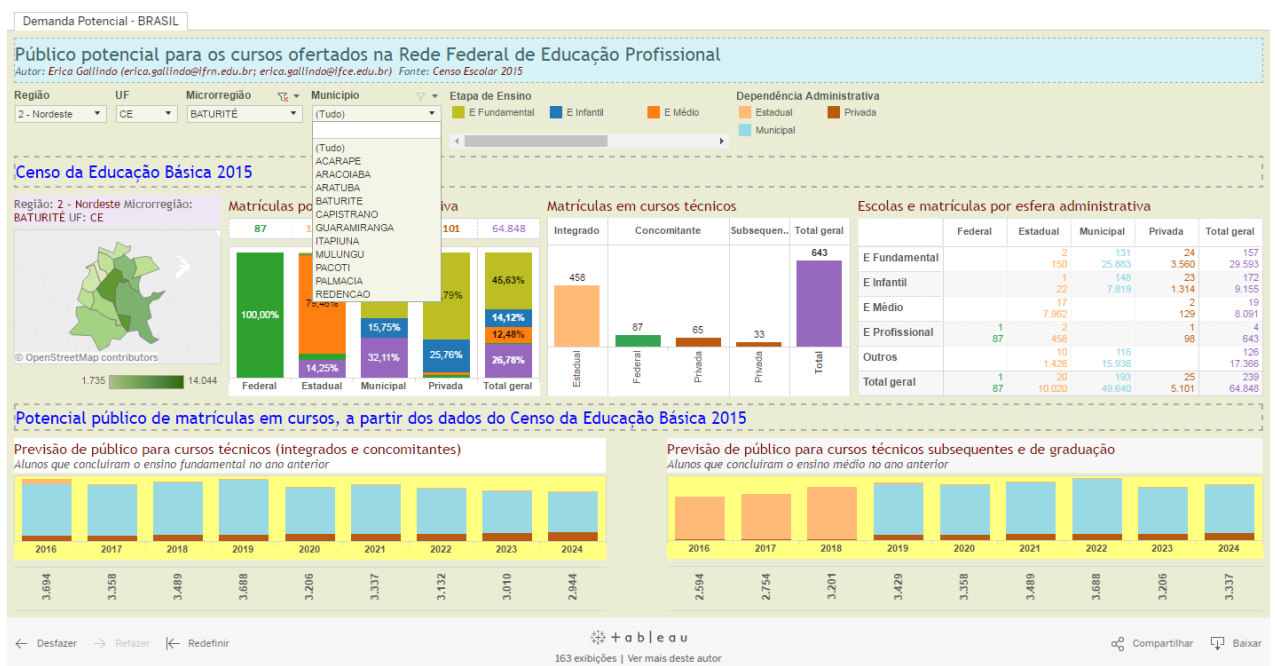 Demanda Potencial - BRASIL
Público potencial para os cursos ofertados na Rede Federal de Educação Profissional
Autor: Erica Gallindo (erica.gallindo@ifrn.edu.br; erica.gallindo@ifce.edu.br) Fonte: Censo Escolar 2015
Região UF Microrregião Municipio Etapa de Ensino Dependência Administrativa
2 - Nordeste CE BATURITÉ (Tudo) E Fundamental E Infantil E Médio Estadual Privada
Municipal
(Tudo)
ACARAPE
ARACOIABA
ARATUBA
BATURITE
CAPISTRANO
GUARAMIRANGA
ITAPIUNA
MULUNGU
PACOTI
PALMACIA
REDENCAO
Censo da Educação Básica 2015
Região: 2 - Nordeste Microrregião:
BATURITÉ UF: CE
© OpenStreetMap contributors
1.735 14.044
Matrículas po iva
87 1 101 64.848
100,00%
79,46%
14,25%
15,75%
32,11%
,79%
25,76%
45,63%
14,12%
12,48%
26,78%
Federal Estadual Municipal Privada Total geral
Matrículas em cursos técnicos
Integrado Concomitante Subsequen.. Total geral
458 87 65 33 643
Estadual Federal Privada Privada Total
Escolas e matrículas por esfera administrativa
Federal Estadual Municipal Privada Total geral
E Fundamental 2 131 24 157
150 25.883 3.560 29.593
E Infantil 1 148 23 172
22 7.819 1.314 9.155
E Médio 17 2 19
7.962 129 8.091
E Profissional 1 2 1 4
87 458 98 643
Outros 10 116 126
1.428 15.938 17.366
Total geral 1 20 193 25 239
87 10.020 49.640 5.101 64.848
Potencial público de matrículas em cursos, a partir dos dados do Censo da Educação Básica 2015
Previsão de público para cursos técnicos (integrados e concomitantes)
Alunos que concluiram o ensino fundamental no ano anterior
2016 2017 2018 2019 2020 2021 2022 2023 2024
3.694 3.358 3.489 3.688 3.206 3.337 3.132 3.010 2.944
Previsão de público para cursos técnicos subsequentes e de graduação
Alunos que concluiram o ensino médio no ano anterior
2016 2017 2018 2019 2020 2021 2022 2023 2024
2.594 2.754 3.201 3.429 3.358 3.489 3.688 3.206 3.337
Desfazer Refazer Redefinir
tableau
163 exibições | Ver mais deste autor
Compartilhar Baixar